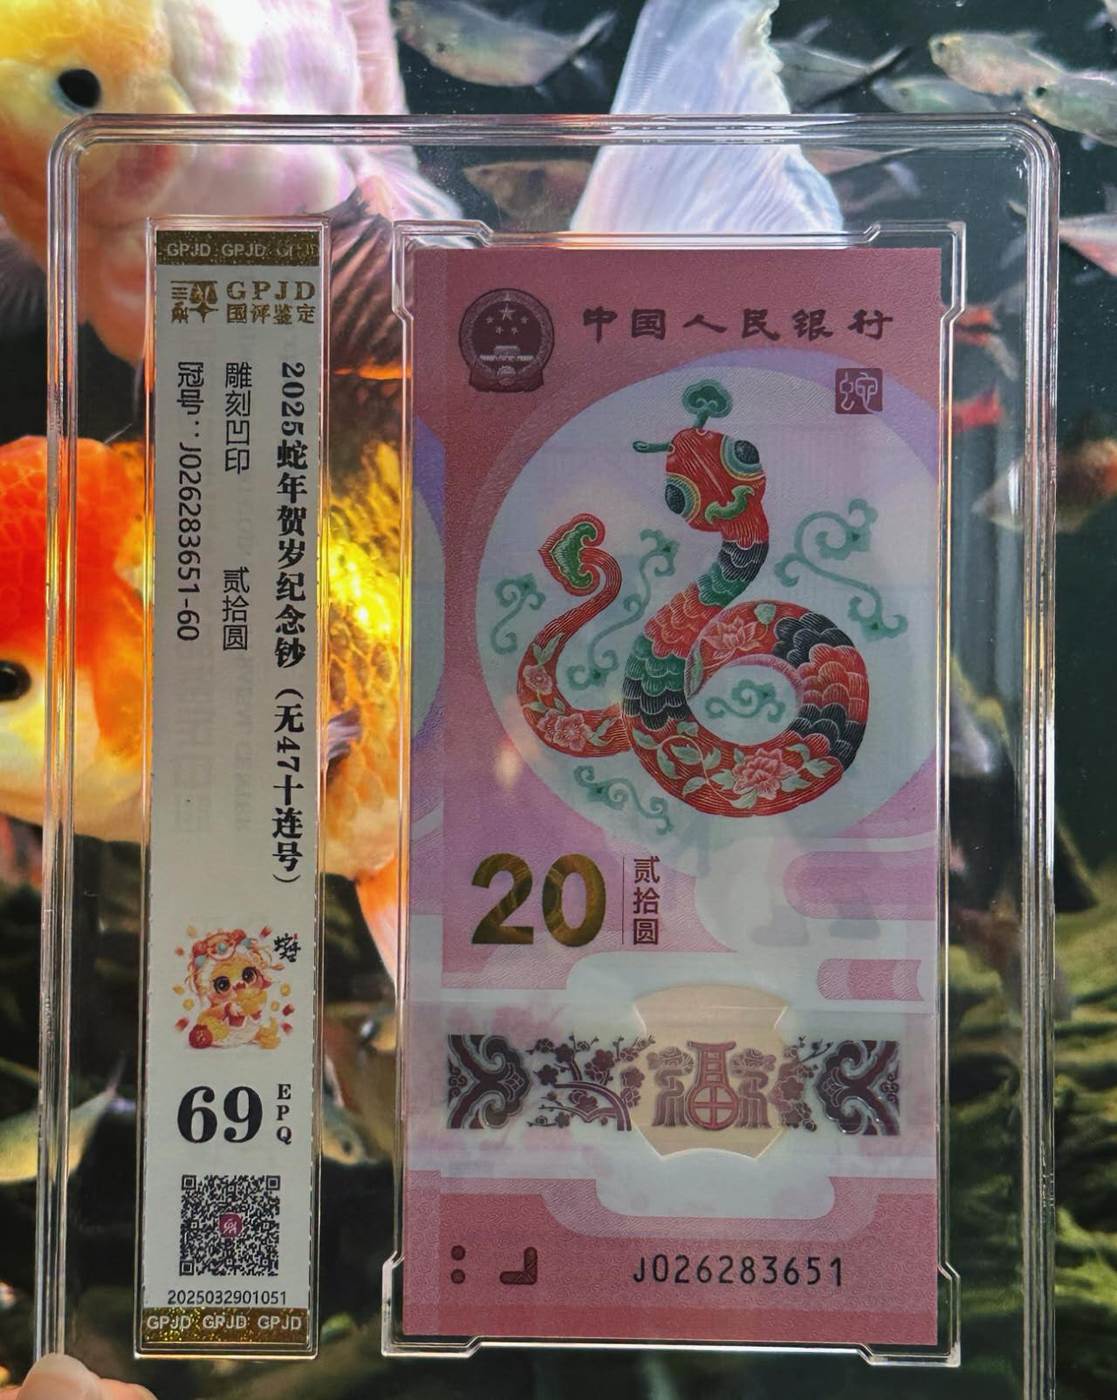 GPJD GPJD GPJD
GPJD
国评鉴定
2025蛇年贺岁纪念钞（无47十连号）
雕刻凹印 贰拾圆
冠号：J026283651-60
69
EPQ
2025032901051
GPJD GPJD GPJD
中国人民银行
蛇
20
贰拾圆
福
J026283651